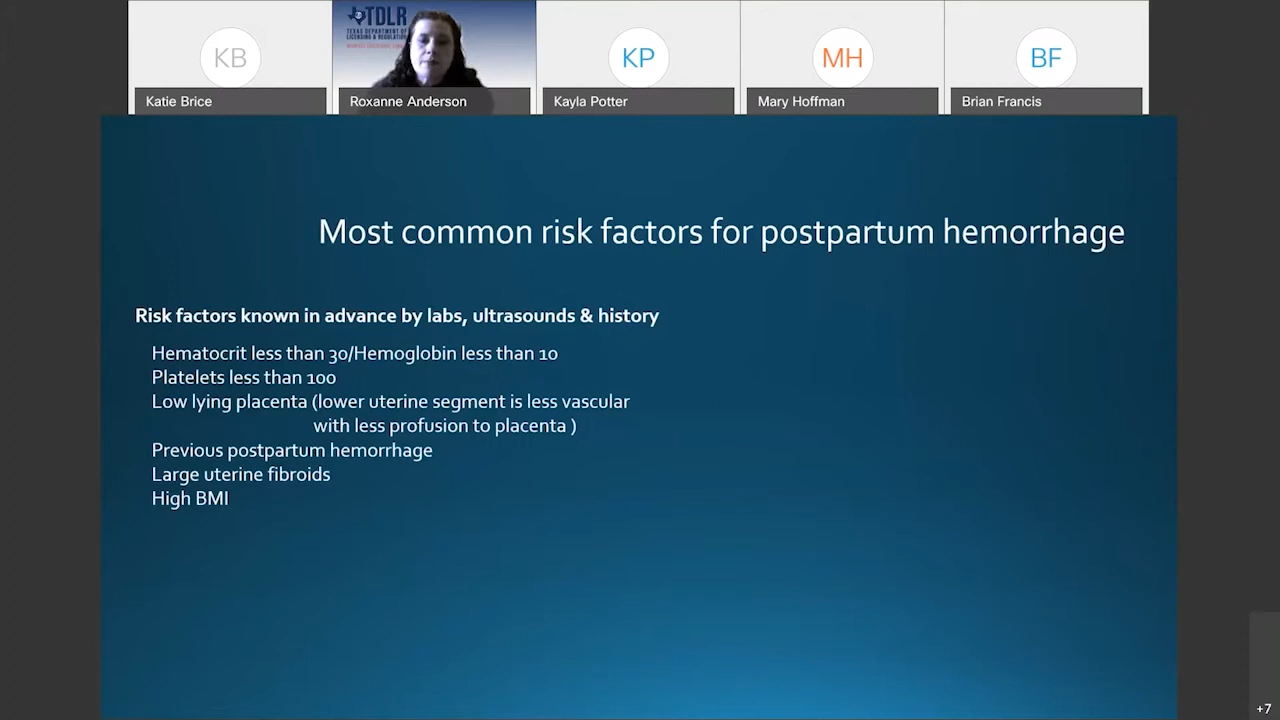 TDLR
TEXAS DEPARTMENT OF
LICENSING & REGULATION
KB
KP
MH
BF
Katie Brice
Roxanne Anderson
Kayla Potter
Mary Hoffman
Brian Francis
Most common risk factors for postpartum hemorrhage
Risk factors known in advance by labs, ultrasounds & history
Hematocrit less than 30/Hemoglobin less than 10
Platelets less than 100
Low lying placenta (lower uterine segment is less vascular
with less profusion to placenta )
Previous postpartum hemorrhage
Large uterine fibroids
High BMI
+7